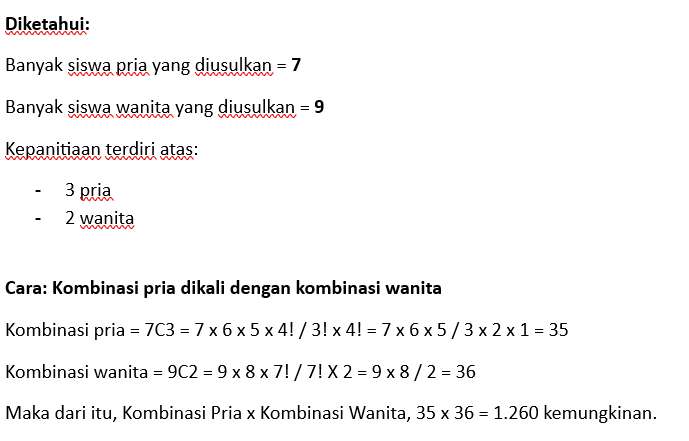 Diketahui:
Banyak siswa pria yang diusulkan = 7
Banyak siswa wanita yang diusulkan = 9
Kepanitiaan terdiri atas:
- 3 pria
- 2 wanita
Cara: Kombinasi pria dikali dengan kombinasi wanita
Kombinasi pria = 7C3 = 7 x 6 x 5 x 4! / 3! x 4! = 7 x 6 x 5 / 3 x 2 x 1 = 35
Kombinasi wanita = 9C2 = 9 x 8 x 7! / 7! X 2 = 9 x 8 / 2 = 36
Maka dari itu, Kombinasi Pria x Kombinasi Wanita, 35 x 36 = 1.260 kemungkinan.